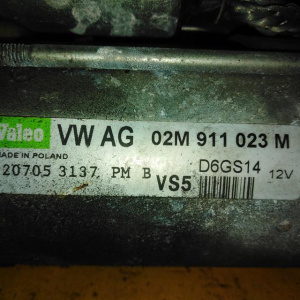 Valeo VW AG 02M 911 023 M
MADE IN POLAND D6GS14 12V
20705 3137 PM B VS5